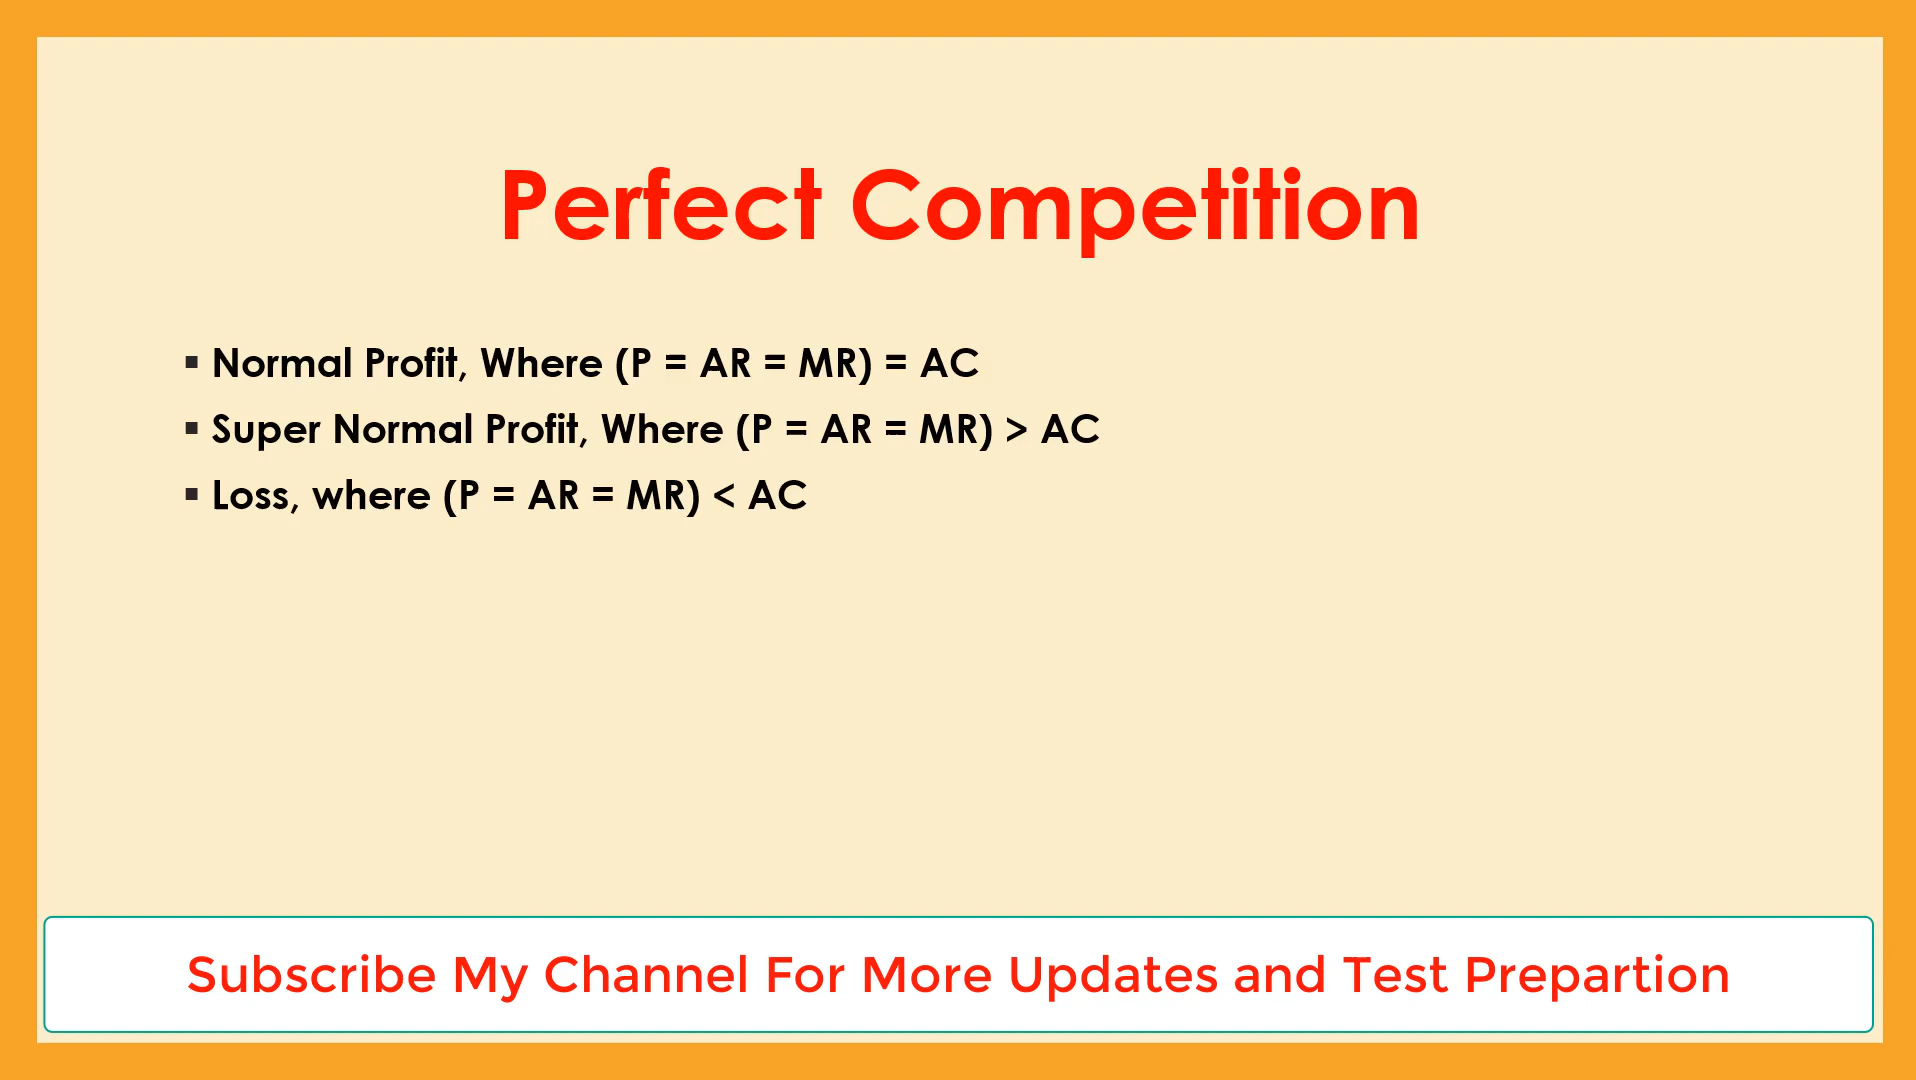 Perfect Competition
▪ Normal Profit, Where (P = AR = MR) = AC
▪ Super Normal Profit, Where (P = AR = MR) > AC
▪ Loss, where (P = AR = MR) < AC
Subscribe My Channel For More Updates and Test Prepartion